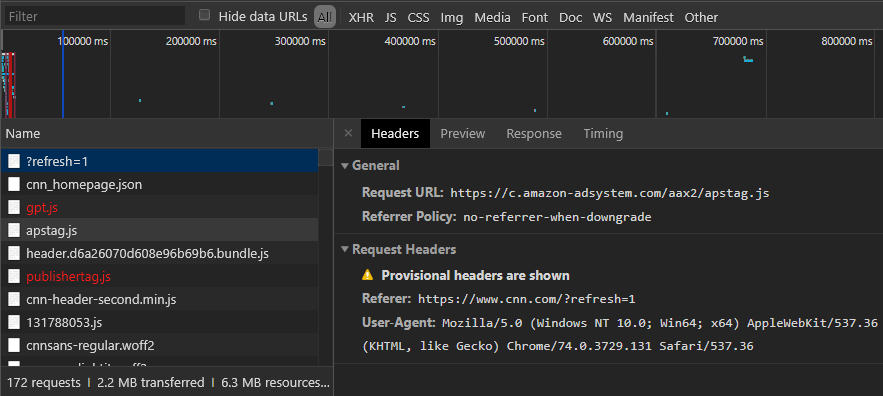 Filter Hide data URLs All XHR JS CSS Img Media Font Doc WS Manifest Other
100000 ms 200000 ms 300000 ms 400000 ms 500000 ms 600000 ms 700000 ms 800000 ms
Name
× Headers Preview Response Timing
?refresh=1
cnn_homepage.json
gpt.js
apstag.js
header.d6a26070d608e96b69b6.bundle.js
publishertag.js
cnn-header-second.min.js
131788053.js
cnnsans-regular.woff2
172 requests | 2.2 MB transferred | 6.3 MB resources...
General
Request URL: https://c.amazon-adsystem.com/aax2/apstag.js
Referrer Policy: no-referrer-when-downgrade
Request Headers
Provisional headers are shown
Referer: https://www.cnn.com/?refresh=1
User-Agent: Mozilla/5.0 (Windows NT 10.0; Win64; x64) AppleWebKit/537.36
(KHTML, like Gecko) Chrome/74.0.3729.131 Safari/537.36